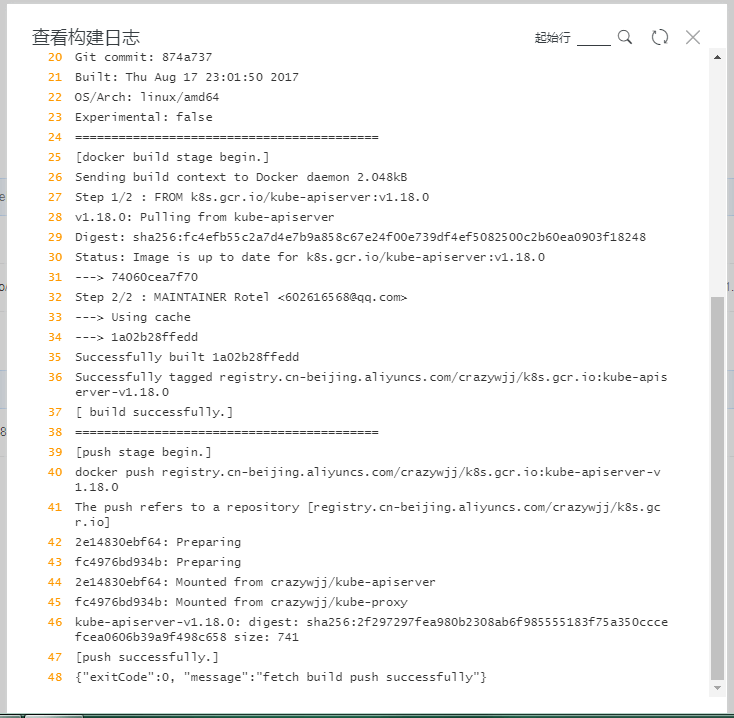 查看构建日志
起始行
20 Git commit: 874a737
21 Built: Thu Aug 17 23:01:50 2017
22 OS/Arch: linux/amd64
23 Experimental: false
24 ==========================================
25 [docker build stage begin.]
26 Sending build context to Docker daemon 2.048kB
27 Step 1/2 : FROM k8s.gcr.io/kube-apiserver:v1.18.0
28 v1.18.0: Pulling from kube-apiserver
29 Digest: sha256:fc4efb55c2a7d4e7b9a858c67e24f00e739df4ef5082500c2b60ea0903f18248
30 Status: Image is up to date for k8s.gcr.io/kube-apiserver:v1.18.0
31 ---> 74060cea7f70
32 Step 2/2 : MAINTAINER Rotel <602616568@qq.com>
33 ---> Using cache
34 ---> 1a02b28ffedd
35 Successfully built 1a02b28ffedd
36 Successfully tagged registry.cn-beijing.aliyuncs.com/crazywjj/k8s.gcr.io:kube-apis
erver-v1.18.0
37 [ build successfully.]
38 ==========================================
39 [push stage begin.]
40 docker push registry.cn-beijing.aliyuncs.com/crazywjj/k8s.gcr.io:kube-apiserver-v
1.18.0
41 The push refers to a repository [registry.cn-beijing.aliyuncs.com/crazywjj/k8s.gc
r.io]
42 2e14830ebf64: Preparing
43 fc4976bd934b: Preparing
44 2e14830ebf64: Mounted from crazywjj/kube-apiserver
45 fc4976bd934b: Mounted from crazywjj/kube-proxy
46 kube-apiserver-v1.18.0: digest: sha256:2f297297fea980b2308ab6f985555183f75a350ccce
fcea0606b39a9f498c658 size: 741
47 [push successfully.]
48 {"exitCode":0, "message":"fetch build push successfully"}